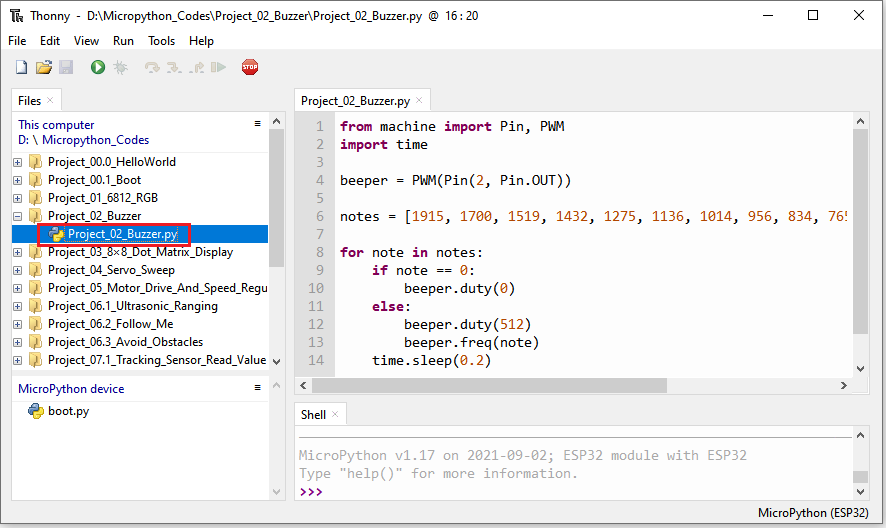 Thonny - D:\Micropython_Codes\Project_02_Buzzer\Project_02_Buzzer.py @ 16 : 20
File Edit View Run Tools Help
STOP
Files
This computer
D: \ Micropython_Codes
Project_00.0_HelloWorld
Project_00.1_Boot
Project_01_6812_RGB
Project_02_Buzzer
Project_02_Buzzer.py
Project_03_8×8_Dot_Matrix_Display
Project_04_Servo_Sweep
Project_05_Motor_Drive_And_Speed_Regu
Project_06.1_Ultrasonic_Ranging
Project_06.2_Follow_Me
Project_06.3_Avoid_Obstacles
Project_07.1_Tracking_Sensor_Read_Value
MicroPython device
boot.py
Project_02_Buzzer.py
1 from machine import Pin, PWM
2 import time
3
4 beeper = PWM(Pin(2, Pin.OUT))
5
6 notes = [1915, 1700, 1519, 1432, 1275, 1136, 1014, 956, 834, 765
7
8 for note in notes:
9 if note == 0:
10 beeper.duty(0)
11 else:
12 beeper.duty(512)
13 beeper.freq(note)
14 time.sleep(0.2)
Shell
MicroPython v1.17 on 2021-09-02; ESP32 module with ESP32
Type "help()" for more information.
>>>
MicroPython (ESP32)